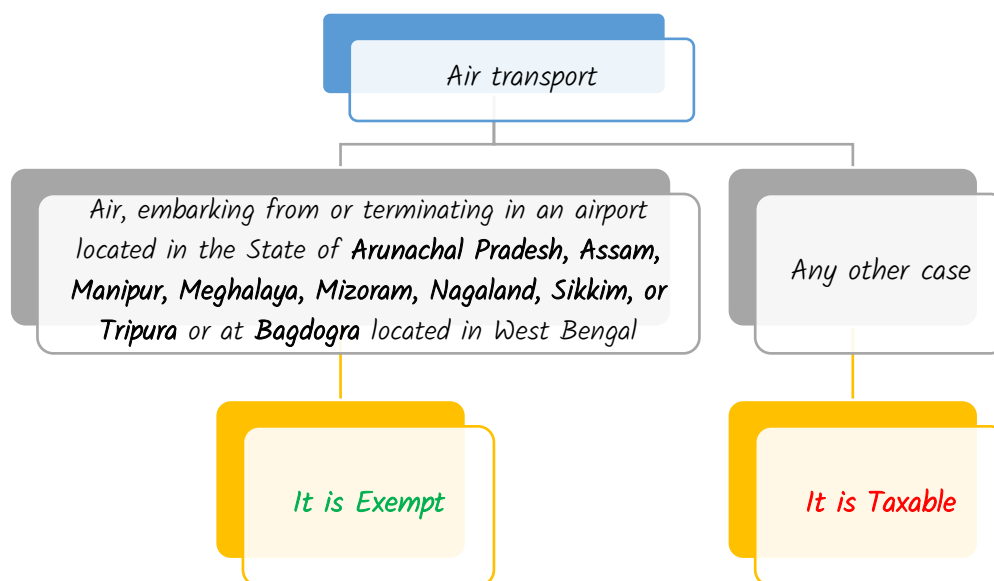 Air transport
Air, embarking from or terminating in an airport
located in the State of Arunachal Pradesh, Assam,
Manipur, Meghalaya, Mizoram, Nagaland, Sikkim, or
Tripura or at Bagdogra located in West Bengal
Any other case
It is Exempt
It is Taxable